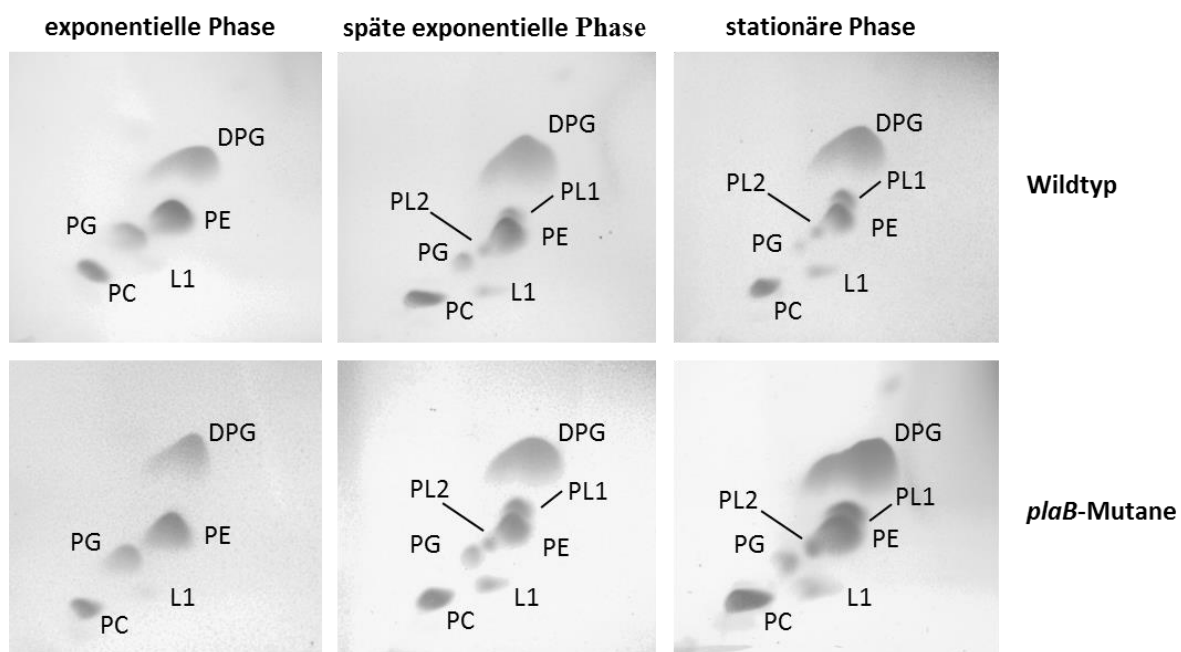 exponentielle Phase
späte exponentielle Phase
stationäre Phase
DPG
PG
PE
PC
L1
DPG
PL2
PL1
PG
PE
PC
L1
DPG
PL2
PL1
PG
PE
PC
L1
Wildtyp
DPG
PG
PE
PC
L1
DPG
PL2
PL1
PG
PE
PC
L1
DPG
PL2
PL1
PG
PE
PC
L1
plaB-Mutane